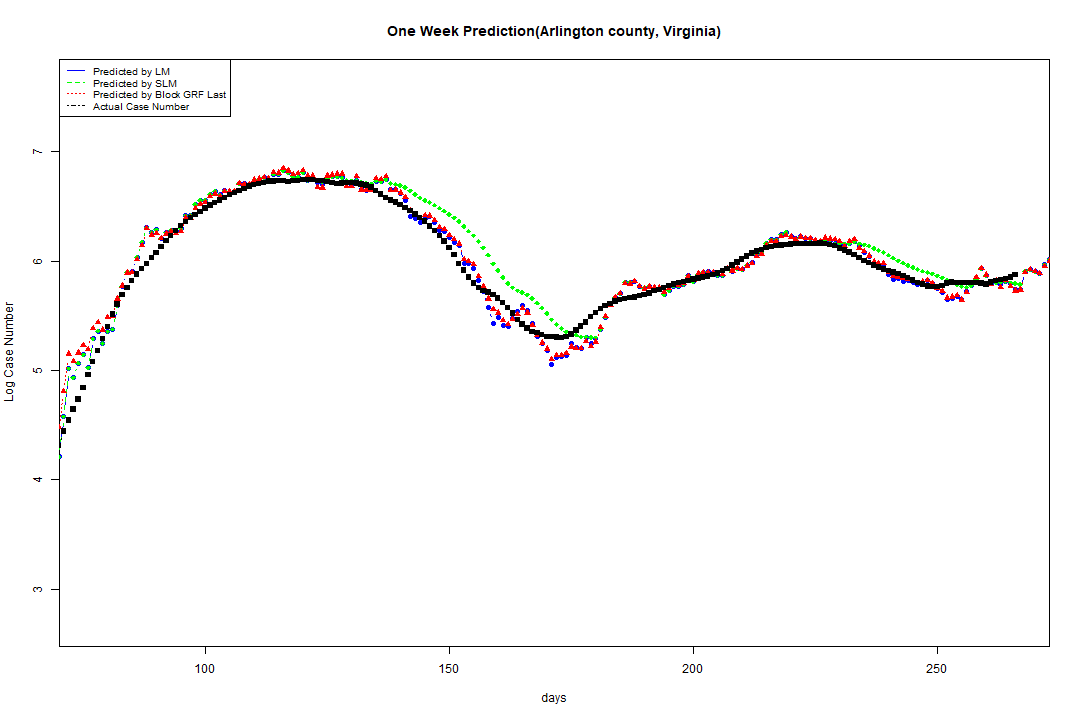 One Week Prediction(Arlington county, Virginia)
Predicted by LM
Predicted by SLM
Predicted by Block GRF Last
Actual Case Number
Log Case Number
7
6
5
4
3
100
150
200
250
days